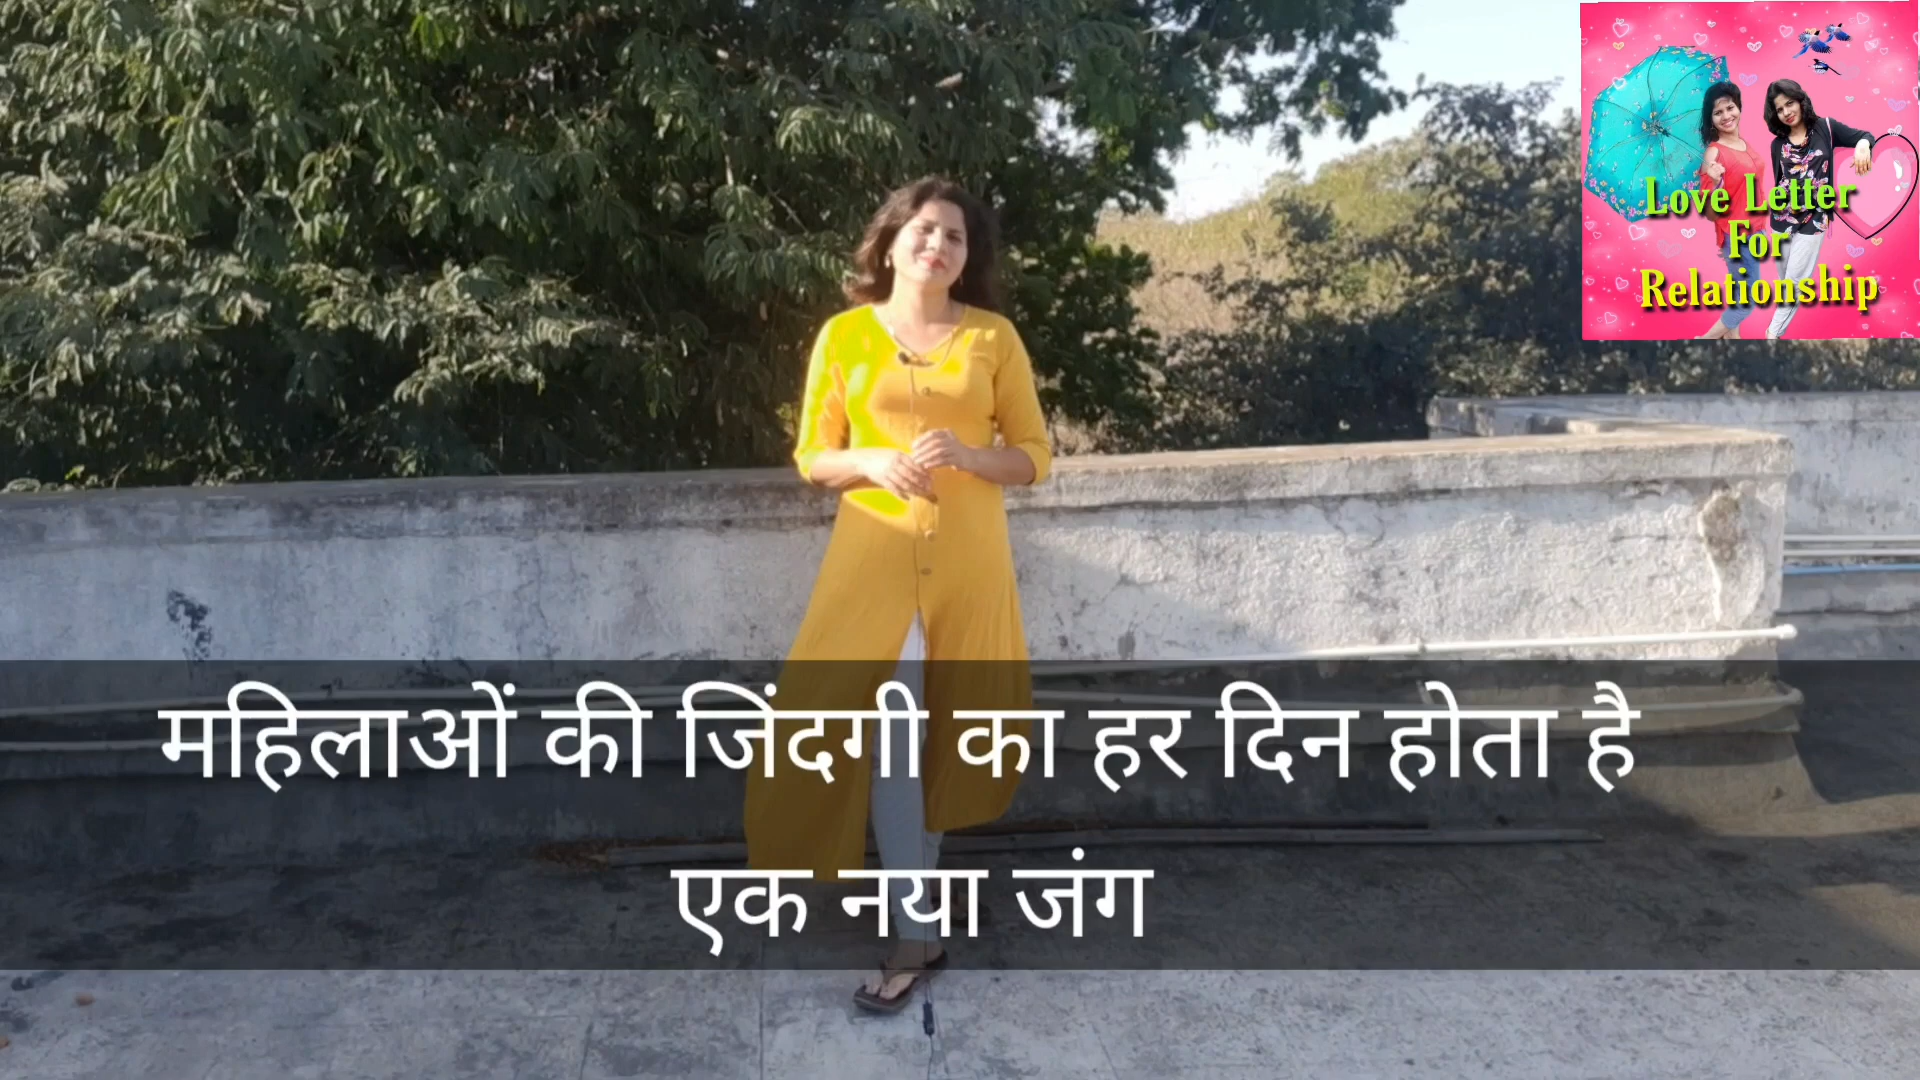 Love Letter
For
Relationship
महिलाओं की जिंदगी का हर दिन होता है
एक नया जंग